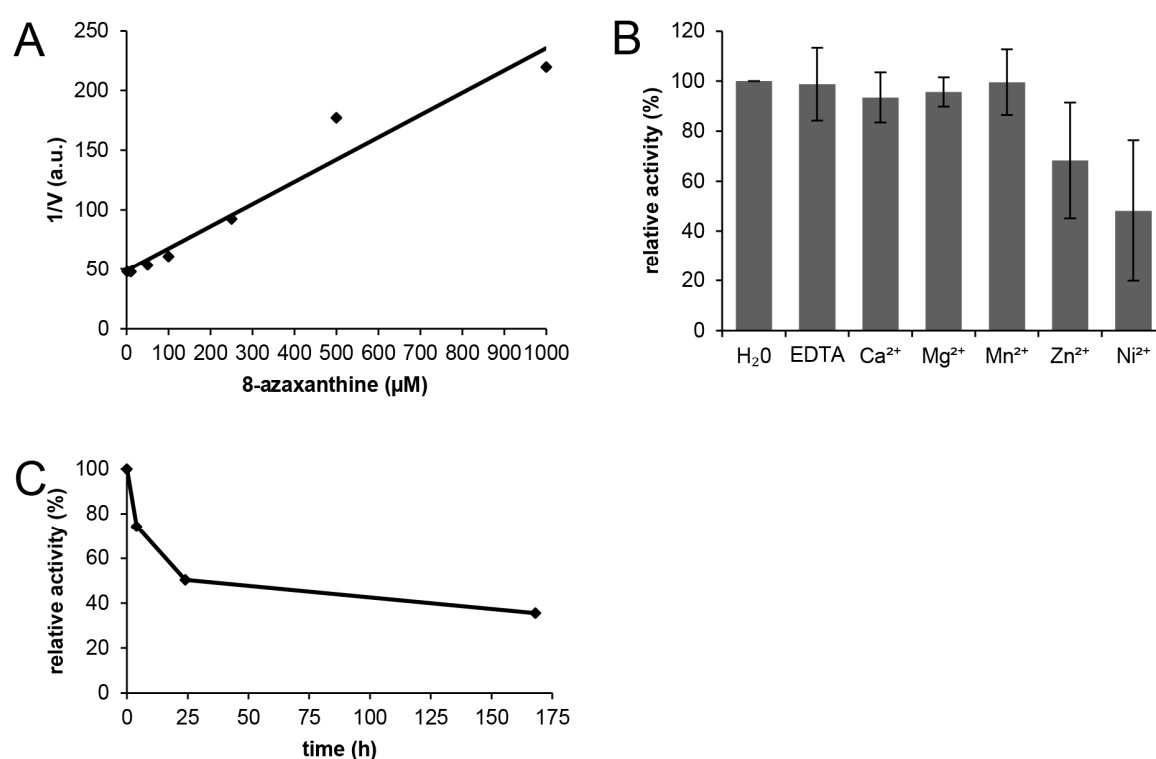 A
250
200
150
100
50
0
1/V (a.u.)
0 100 200 300 400 500 600 700 800 900 1000
8-azaxanthine (µM)
B
120
100
80
60
40
20
0
relative activity (%)
H₂0 EDTA Ca²⁺ Mg²⁺ Mn²⁺ Zn²⁺ Ni²⁺
C
100
80
60
40
20
0
relative activity (%)
0 25 50 75 100 125 150 175
time (h)